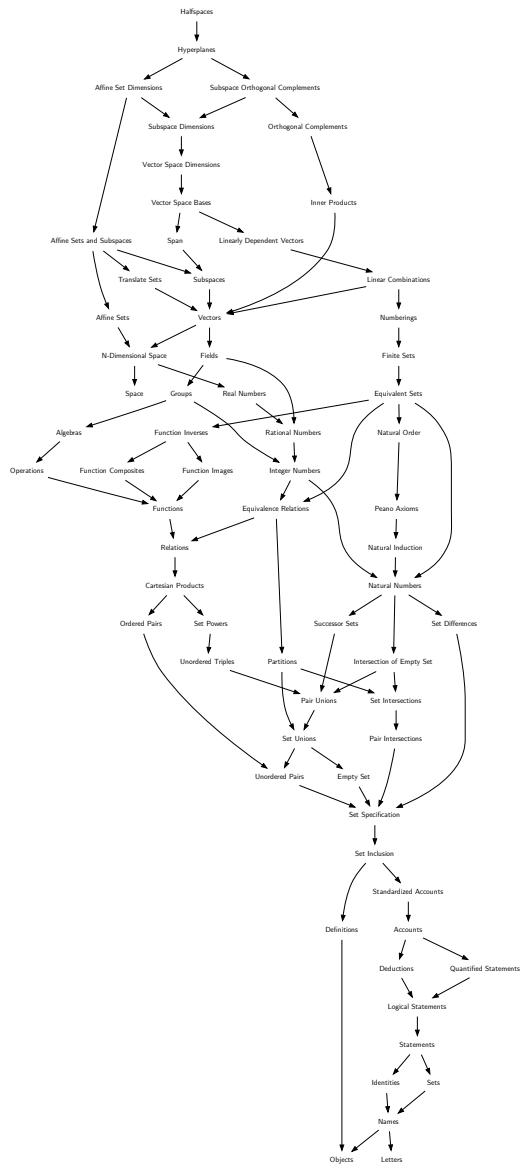 Halfspaces
Hyperplanes
Affine Set Dimensions
Subspace Orthogonal Complements
Subspace Dimensions
Orthogonal Complements
Vector Space Dimensions
Vector Space Bases
Inner Products
Affine Sets and Subspaces
Span
Linearly Dependent Vectors
Translate Sets
Subspaces
Linear Combinations
Affine Sets
Vectors
Numberings
N-Dimensional Space
Fields
Finite Sets
Space
Groups
Real Numbers
Equivalent Sets
Algebras
Function Inverses
Rational Numbers
Natural Order
Operations
Function Composites
Function Images
Integer Numbers
Functions
Equivalence Relations
Peano Axioms
Relations
Natural Induction
Cartesian Products
Natural Numbers
Ordered Pairs
Set Powers
Successor Sets
Set Differences
Unordered Triples
Partitions
Intersection of Empty Set
Pair Unions
Set Intersections
Set Unions
Pair Intersections
Unordered Pairs
Empty Set
Set Specification
Set Inclusion
Standardized Accounts
Definitions
Accounts
Deductions
Quantified Statements
Logical Statements
Statements
Identities
Sets
Names
Objects
Letters